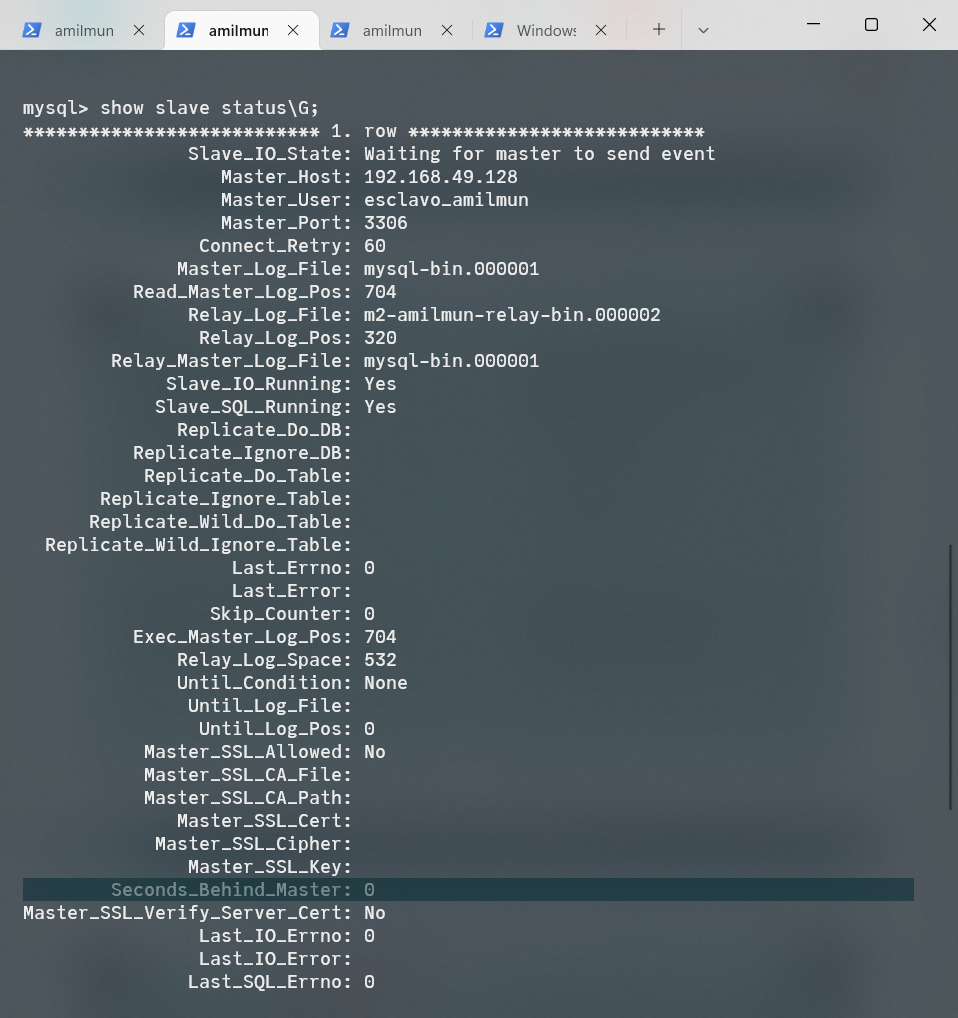 amilmun
amilmun
amilmun
Windows
mysql> show slave status\G;
*************************** 1. row ***************************
Slave_IO_State: Waiting for master to send event
Master_Host: 192.168.49.128
Master_User: esclavo_amilmun
Master_Port: 3306
Connect_Retry: 60
Master_Log_File: mysql-bin.000001
Read_Master_Log_Pos: 704
Relay_Log_File: m2-amilmun-relay-bin.000002
Relay_Log_Pos: 320
Relay_Master_Log_File: mysql-bin.000001
Slave_IO_Running: Yes
Slave_SQL_Running: Yes
Replicate_Do_DB:
Replicate_Ignore_DB:
Replicate_Do_Table:
Replicate_Ignore_Table:
Replicate_Wild_Do_Table:
Replicate_Wild_Ignore_Table:
Last_Errno: 0
Last_Error:
Skip_Counter: 0
Exec_Master_Log_Pos: 704
Relay_Log_Space: 532
Until_Condition: None
Until_Log_File:
Until_Log_Pos: 0
Master_SSL_Allowed: No
Master_SSL_CA_File:
Master_SSL_CA_Path:
Master_SSL_Cert:
Master_SSL_Cipher:
Master_SSL_Key:
Seconds_Behind_Master: 0
Master_SSL_Verify_Server_Cert: No
Last_IO_Errno: 0
Last_IO_Error:
Last_SQL_Errno: 0